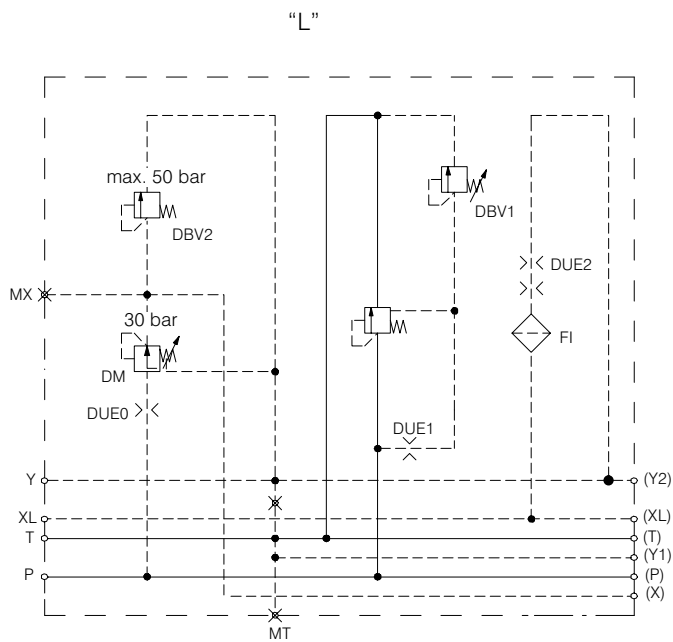 “L”
max. 50 bar
DBV2
DBV1
DUE2
MX
30 bar
FI
DM
DUE0
DUE1
Y
(Y2)
XL
(XL)
T
(T)
(Y1)
P
(P)
(X)
MT